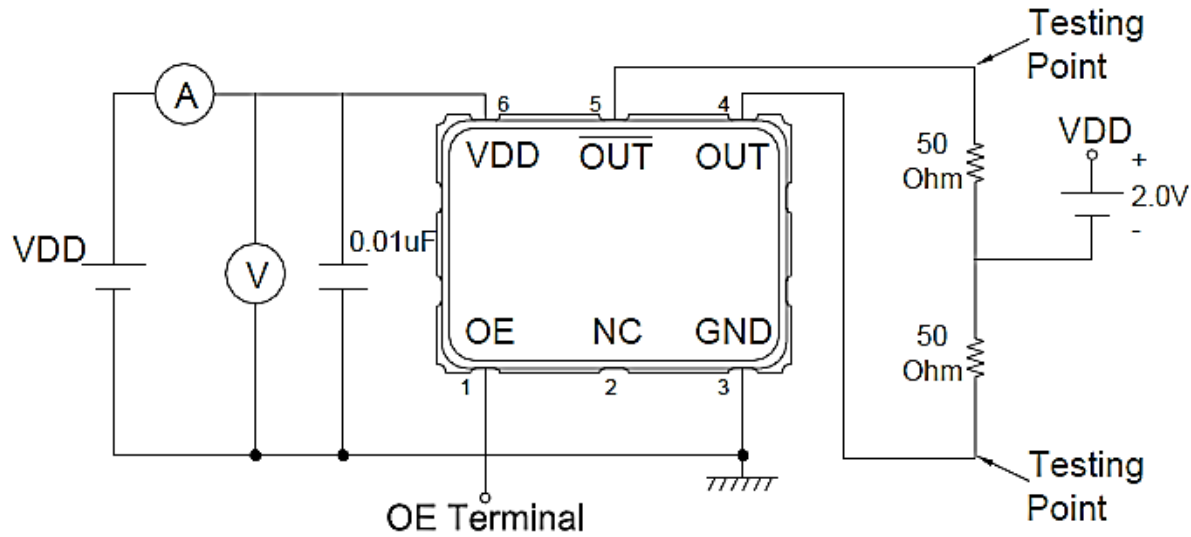 Testing
Point
A
6
5
4
VDD
OUT
OUT
50
Ohm
VDD
+
2.0V
-
VDD
V
0.01uF
OE
NC
GND
50
Ohm
1
2
3
OE Terminal
Testing
Point